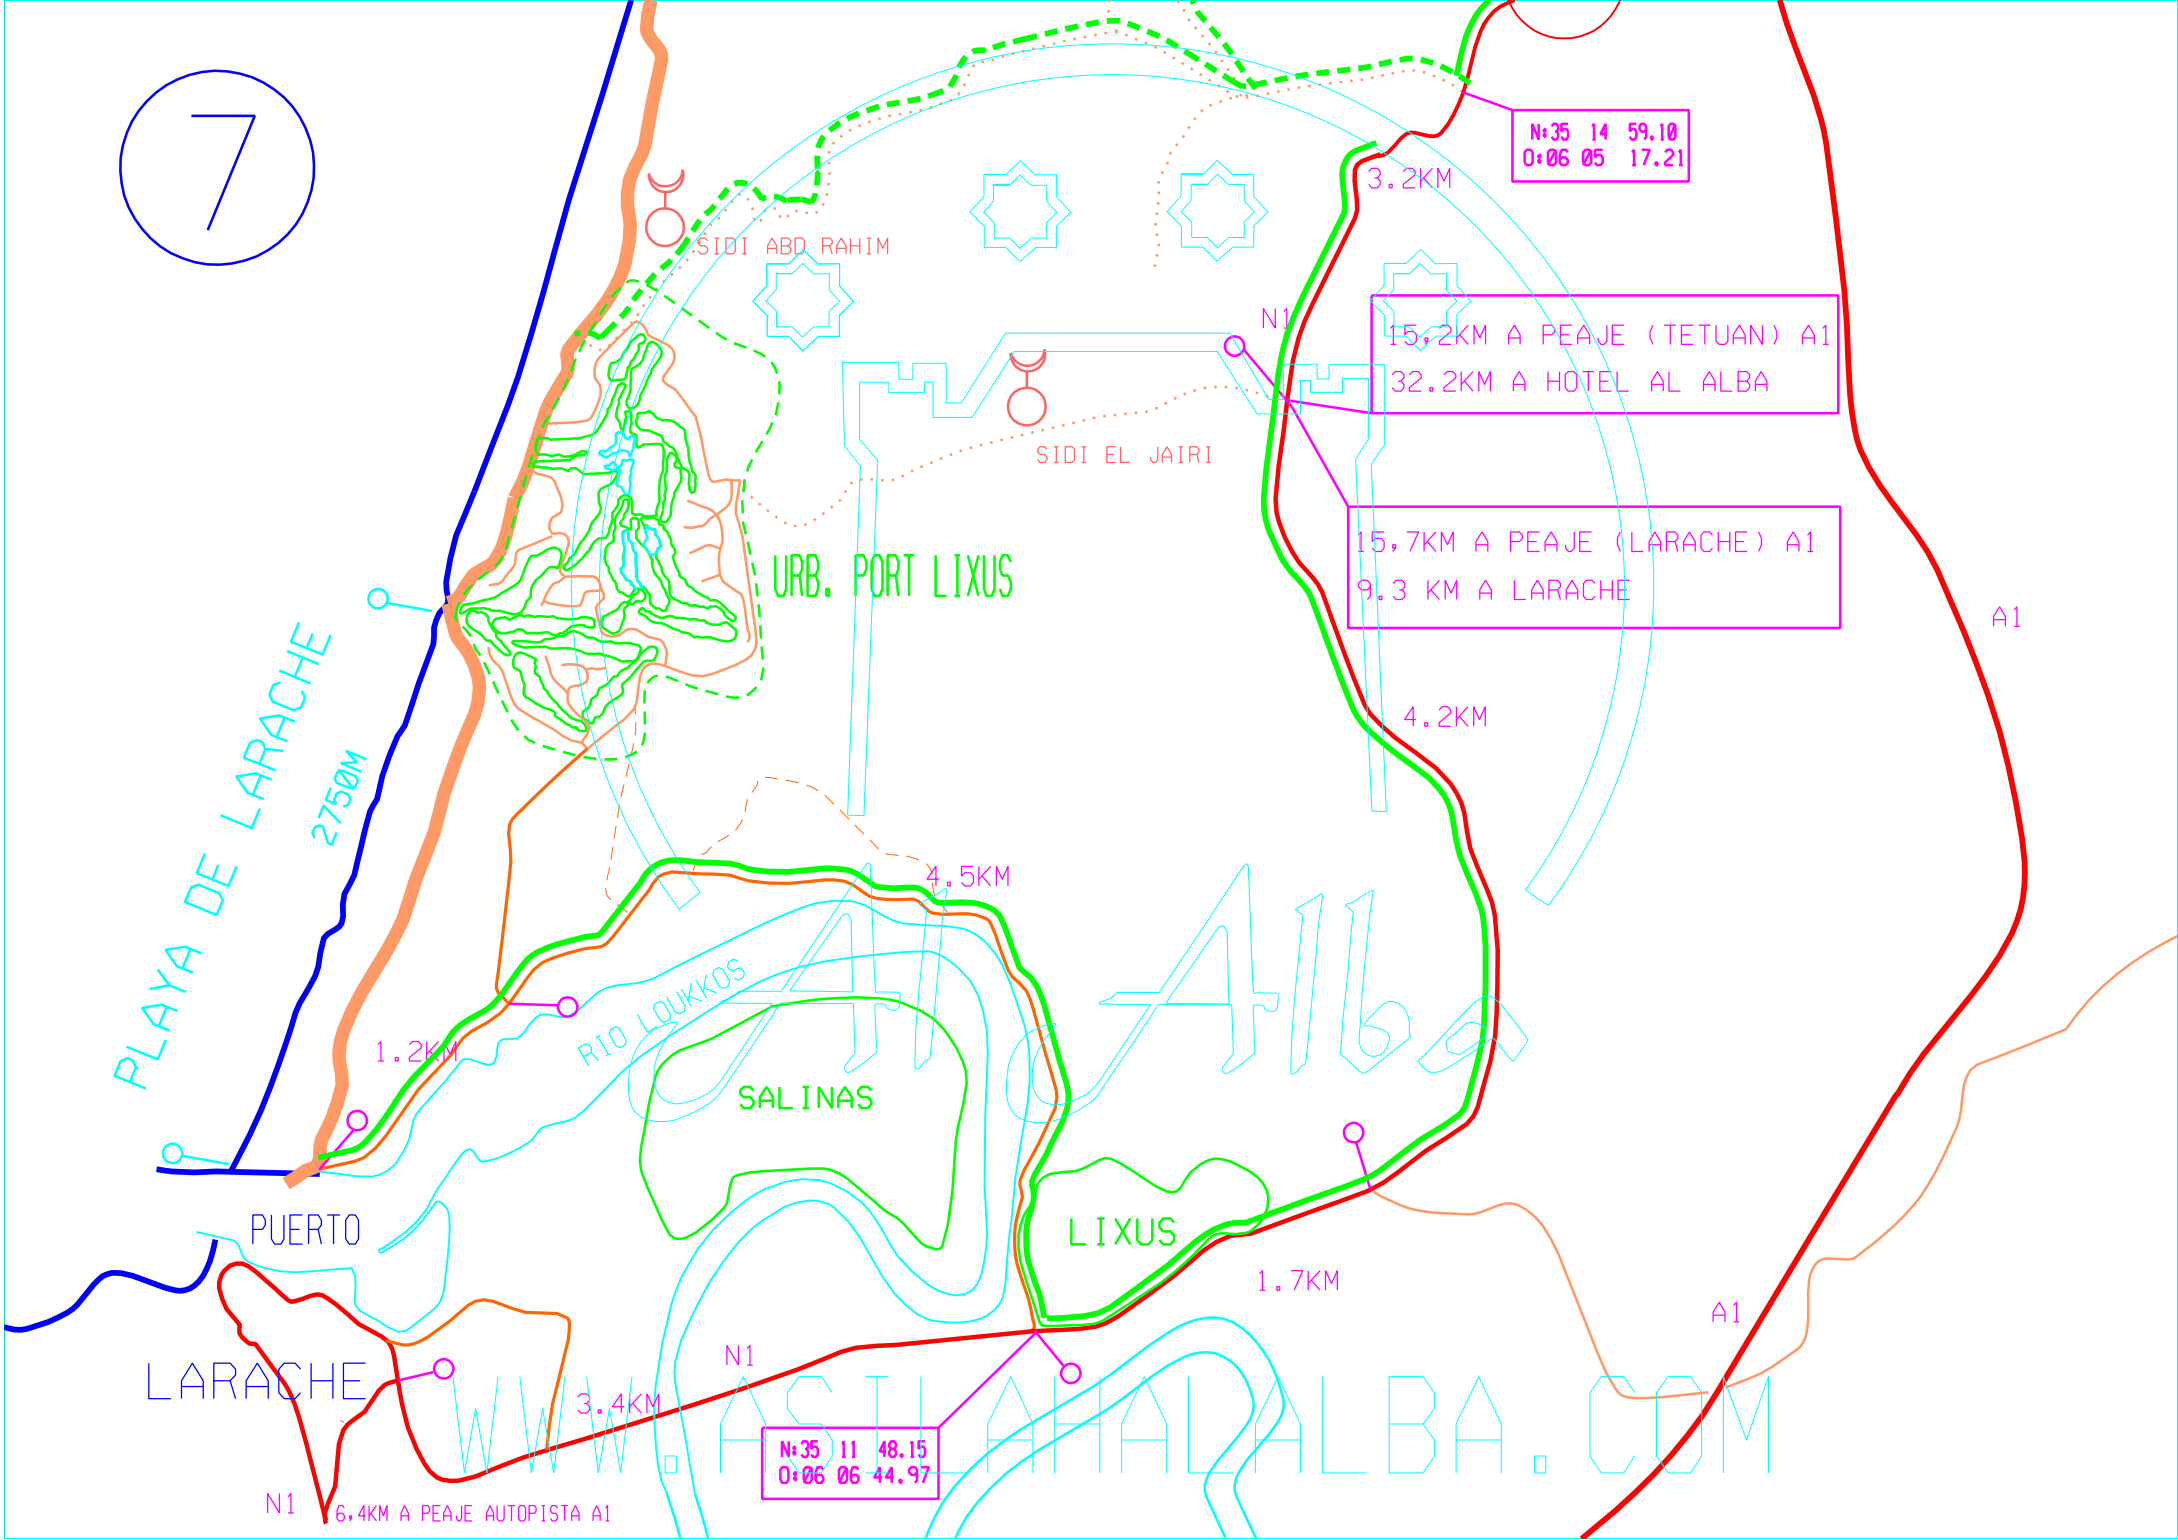 7
N:35 14 59.10
O:06 05 17.21
3.2KM
SIDI ABD RAHIM
N1
15,2KM A PEAJE (TETUAN) A1
32.2KM A HOTEL AL ALBA
SIDI EL JAIRI
15,7KM A PEAJE (LARACHE) A1
9.3 KM A LARACHE
URB. PORT LIXUS
A1
PLAYA DE LARACHE
2750M
4.2KM
4.5KM
Al Alba
RIO LOUKKOS
1.2KM
SALINAS
PUERTO
LIXUS
1.7KM
A1
LARACHE
N1
3.4KM
WWW.ASILAHALALBA.COM
N:35 11 48.15
O:06 06 44.97
N1
6,4KM A PEAJE AUTOPISTA A1